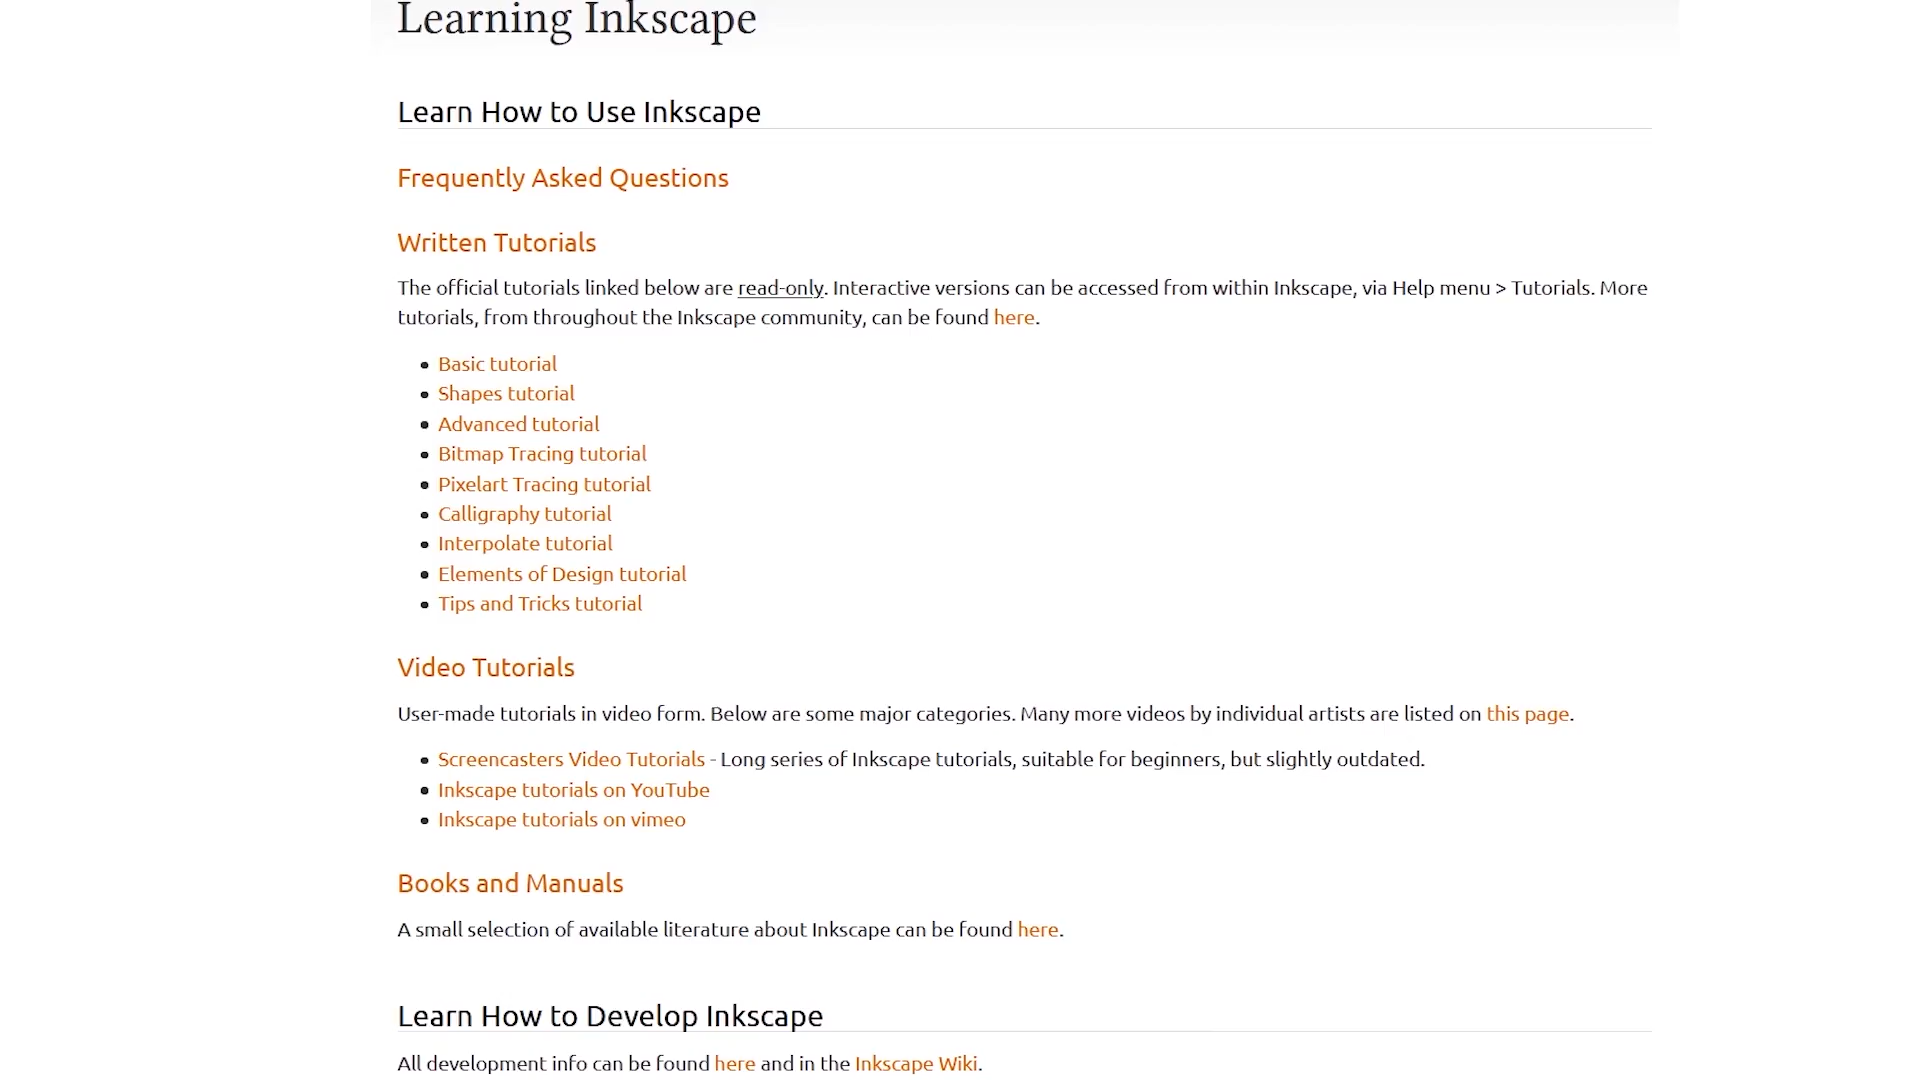 Learning Inkscape
Learn How to Use Inkscape
Frequently Asked Questions
Written Tutorials
The official tutorials linked below are read-only. Interactive versions can be accessed from within Inkscape, via Help menu > Tutorials. More
tutorials, from throughout the Inkscape community, can be found here.
Basic tutorial
Shapes tutorial
Advanced tutorial
Bitmap Tracing tutorial
Pixelart Tracing tutorial
Calligraphy tutorial
Interpolate tutorial
Elements of Design tutorial
Tips and Tricks tutorial
Video Tutorials
User-made tutorials in video form. Below are some major categories. Many more videos by individual artists are listed on this page.
Screencasters Video Tutorials - Long series of Inkscape tutorials, suitable for beginners, but slightly outdated.
Inkscape tutorials on YouTube
Inkscape tutorials on vimeo
Books and Manuals
A small selection of available literature about Inkscape can be found here.
Learn How to Develop Inkscape
All development info can be found here and in the Inkscape Wiki.